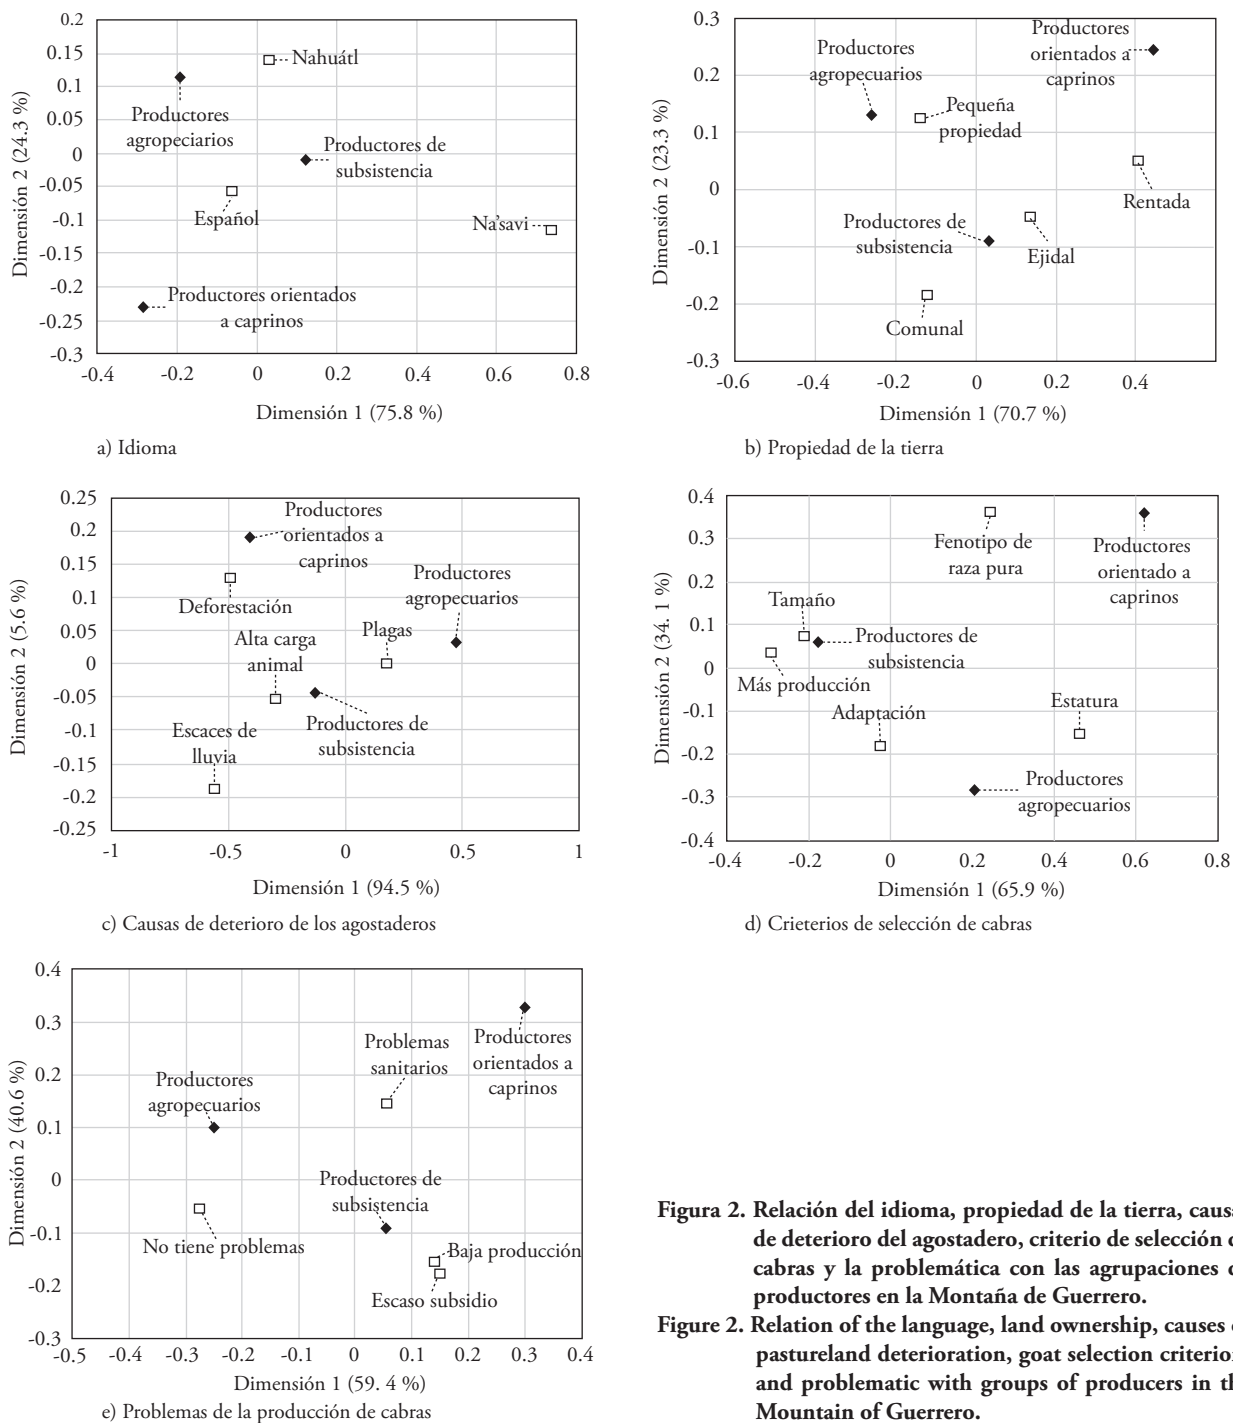 0.2
0.15
0.1
0.05
0
-0.05
-0.1
-0.15
-0.2
-0.25
-0.3
Dimensión 2 (24.3 %)
Nahuátl
Productores
agropeciarios
Productores de
subsistencia
Español
Na'savi
Productores orientados
a caprinos
-0.4
-0.2
0
0.2
0.4
0.6
0.8
Dimensión 1 (75.8 %)
a) Idioma
0.3
0.2
0.1
0
-0.1
-0.2
-0.3
Dimensión 2 (23.3 %)
Productores
orientados a
caprinos
Productores
agropecuarios
Pequeña
propiedad
Rentada
Productores de
subsistencia
Ejidal
Comunal
-0.6
-0.4
-0.2
0
0.2
0.4
Dimensión 1 (70.7 %)
b) Propiedad de la tierra
0.25
0.2
0.15
0.1
0.05
0
-0.05
-0.1
-0.15
-0.2
-0.25
Dimensión 2 (5.6 %)
Productores
orientados a
caprinos
Deforestación
Productores
agropecuarios
Plagas
Alta carga
animal
Productores de
subsistencia
Escaces de
lluvia
-1
-0.5
0
0.5
1
Dimensión 1 (94.5 %)
c) Causas de deterioro de los agostaderos
0.4
0.3
0.2
0.1
0
-0.1
-0.2
-0.3
-0.4
Dimensión 2 (34. 1 %)
Fenotipo de
raza pura
Productores
orientado a
caprinos
Tamaño
Productores de
subsistencia
Más producción
Adaptación
Estatura
Productores
agropecuarios
-0.4
-0.2
0
0.2
0.4
0.6
0.8
Dimensión 1 (65.9 %)
d) Crieterios de selección de cabras
0.4
0.3
0.2
0.1
0
-0.1
-0.2
-0.3
Dimensión 2 (40.6 %)
Productores
orientados a
caprinos
Problemas
sanitarios
Productores
agropecuarios
Productores de
subsistencia
No tiene problemas
Baja producción
Escaso subsidio
-0.5
-0.4
-0.3
-0.2
-0.1
0
0.1
0.2
0.3
0.4
Dimensión 1 (59. 4 %)
e) Problemas de la producción de cabras
Figura 2. Relación del idioma, propiedad de la tierra, causa
de deterioro del agostadero, criterio de selección
cabras y la problemática con las agrupaciones
productores en la Montaña de Guerrero.
Figure 2. Relation of the language, land ownership, causes
pastureland deterioration, goat selection criterion
and problematic with groups of producers in
Mountain of Guerrero.